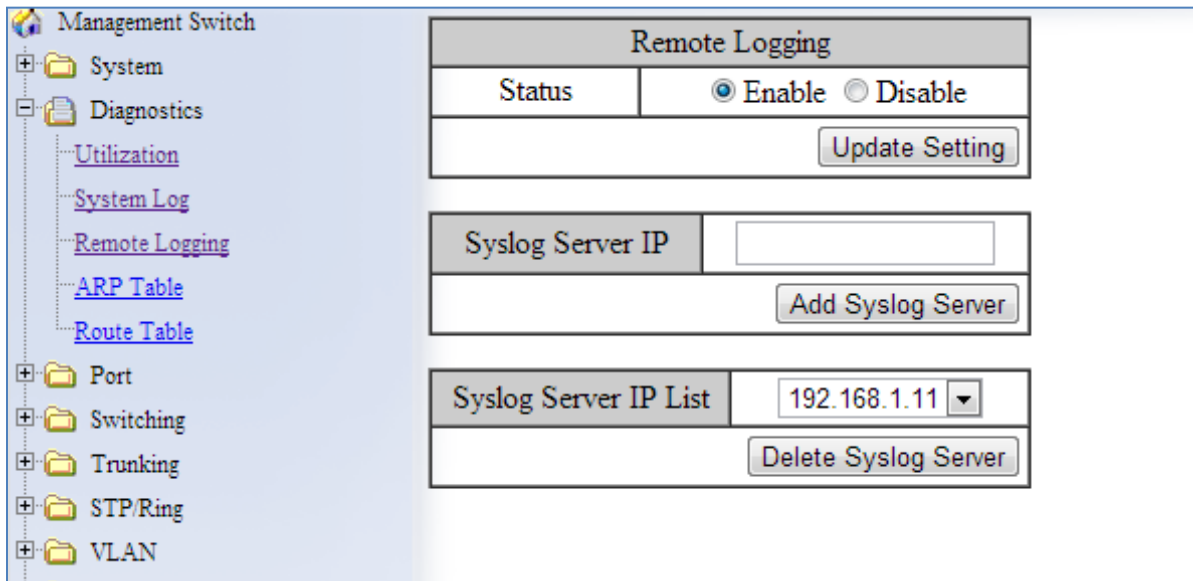 Management Switch
System
Diagnostics
Utilization
System Log
Remote Logging
ARP Table
Route Table
Port
Switching
Trunking
STP/Ring
VLAN
Remote Logging
Status Enable Disable
Update Setting
Syslog Server IP
Add Syslog Server
Syslog Server IP List 192.168.1.11
Delete Syslog Server